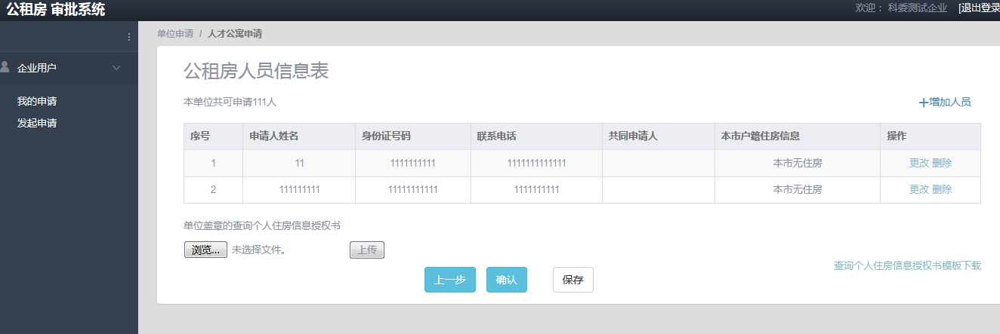 公租房 审批系统
欢迎： 科委测试企业 [退出登录
单位申请 / 人才公寓申请
企业用户
我的申请
发起申请
公租房人员信息表
本单位共可申请111人
+增加人员
序号 申请人姓名 身份证号码 联系电话 共同申请人 本市户籍住房信息 操作
1 11 1111111111 1111111111111 本市无住房 更改 删除
2 111111111 11111111111 1111111111 本市无住房 更改 删除
单位盖章的查询个人住房信息授权书
浏览... 未选择文件。 上传
查询个人住房信息授权书模板下载
上一步 确认 保存